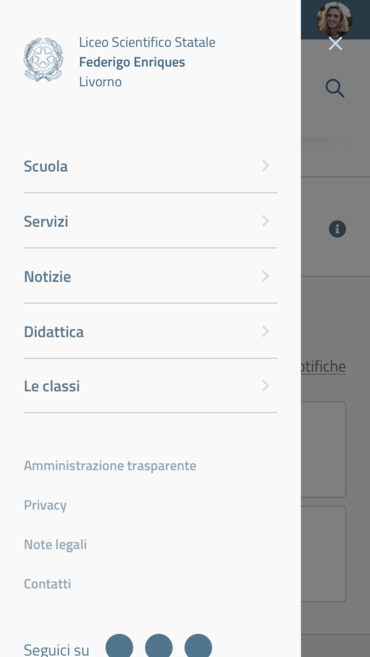 Liceo Scientifico Statale
Federigo Enriques
Livorno
Scuola
Servizi
Notizie
Didattica
Le classi
otifiche
Amministrazione trasparente
Privacy
Note legali
Contatti
Seguici su